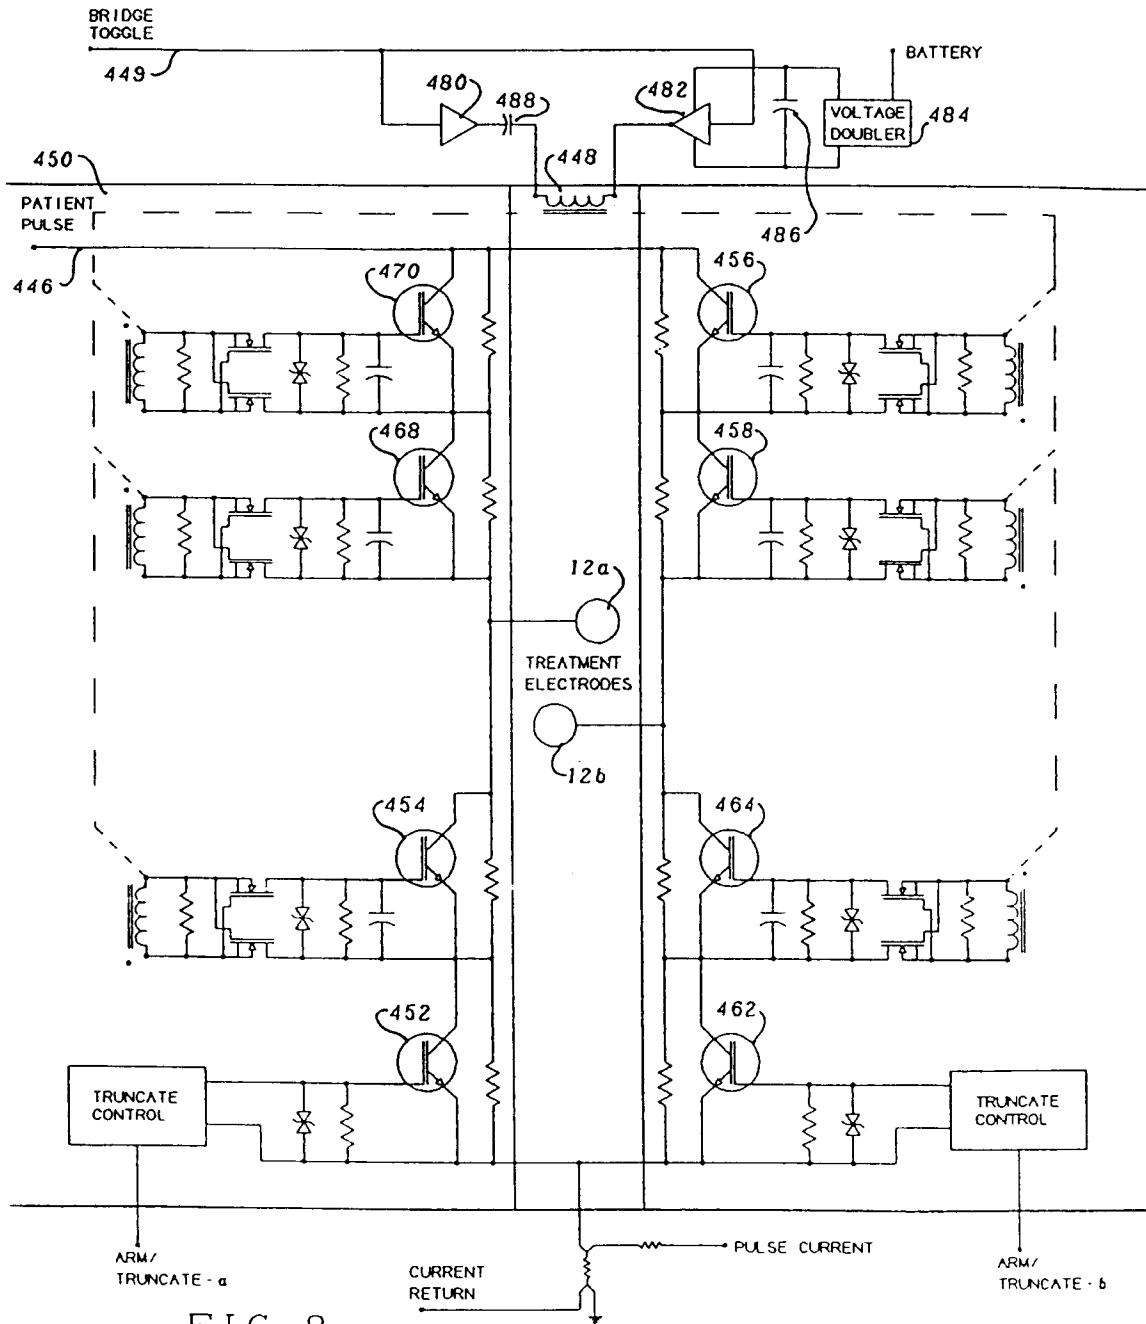 BRIDGE
TOGGLE
449
480
488
482
BATTERY
VOLTAGE
DOUBLER
484
450
448
486
PATIENT
PULSE
446
470
456
468
458
12a
TREATMENT
ELECTRODES
12b
454
464
452
462
TRUNCATE
CONTROL
TRUNCATE
CONTROL
ARM/
TRUNCATE - a
PULSE CURRENT
CURRENT
RETURN
ARM/
TRUNCATE - b